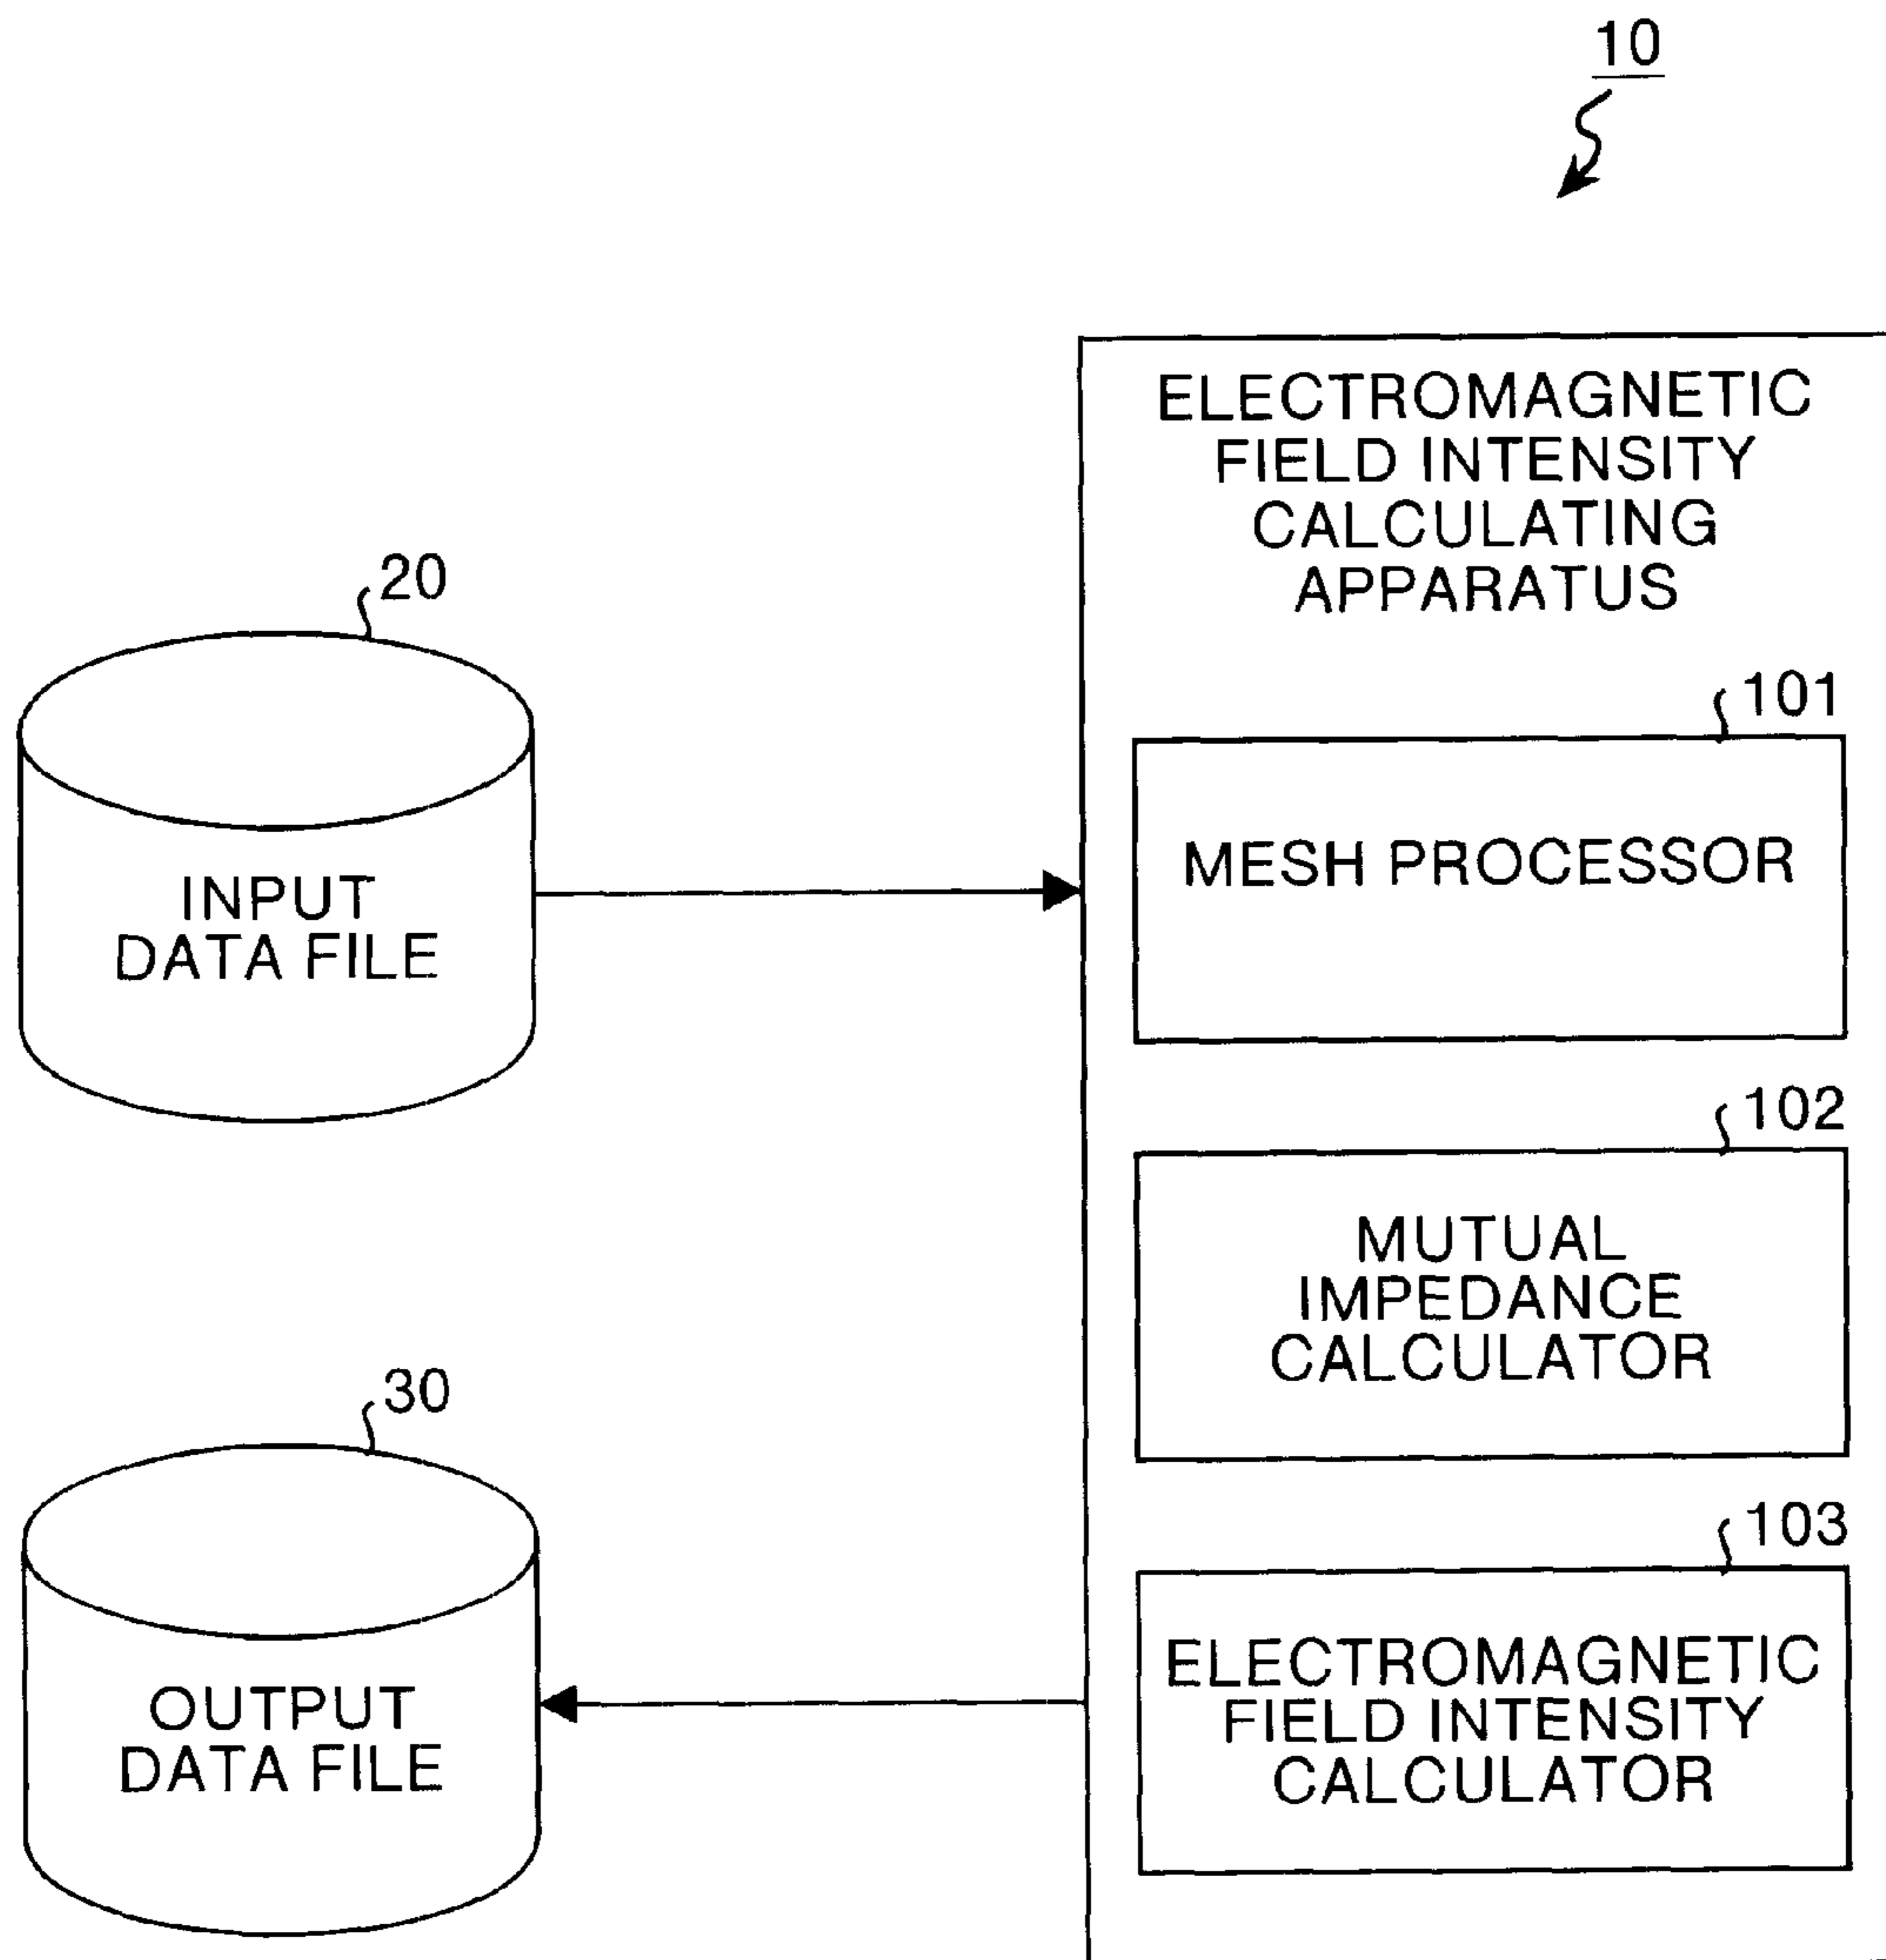 10
ELECTROMAGNETIC
FIELD INTENSITY
CALCULATING
APPARATUS
20
INPUT
DATA FILE
101
MESH PROCESSOR
102
MUTUAL
IMPEDANCE
CALCULATOR
30
OUTPUT
DATA FILE
103
ELECTROMAGNETIC
FIELD INTENSITY
CALCULATOR